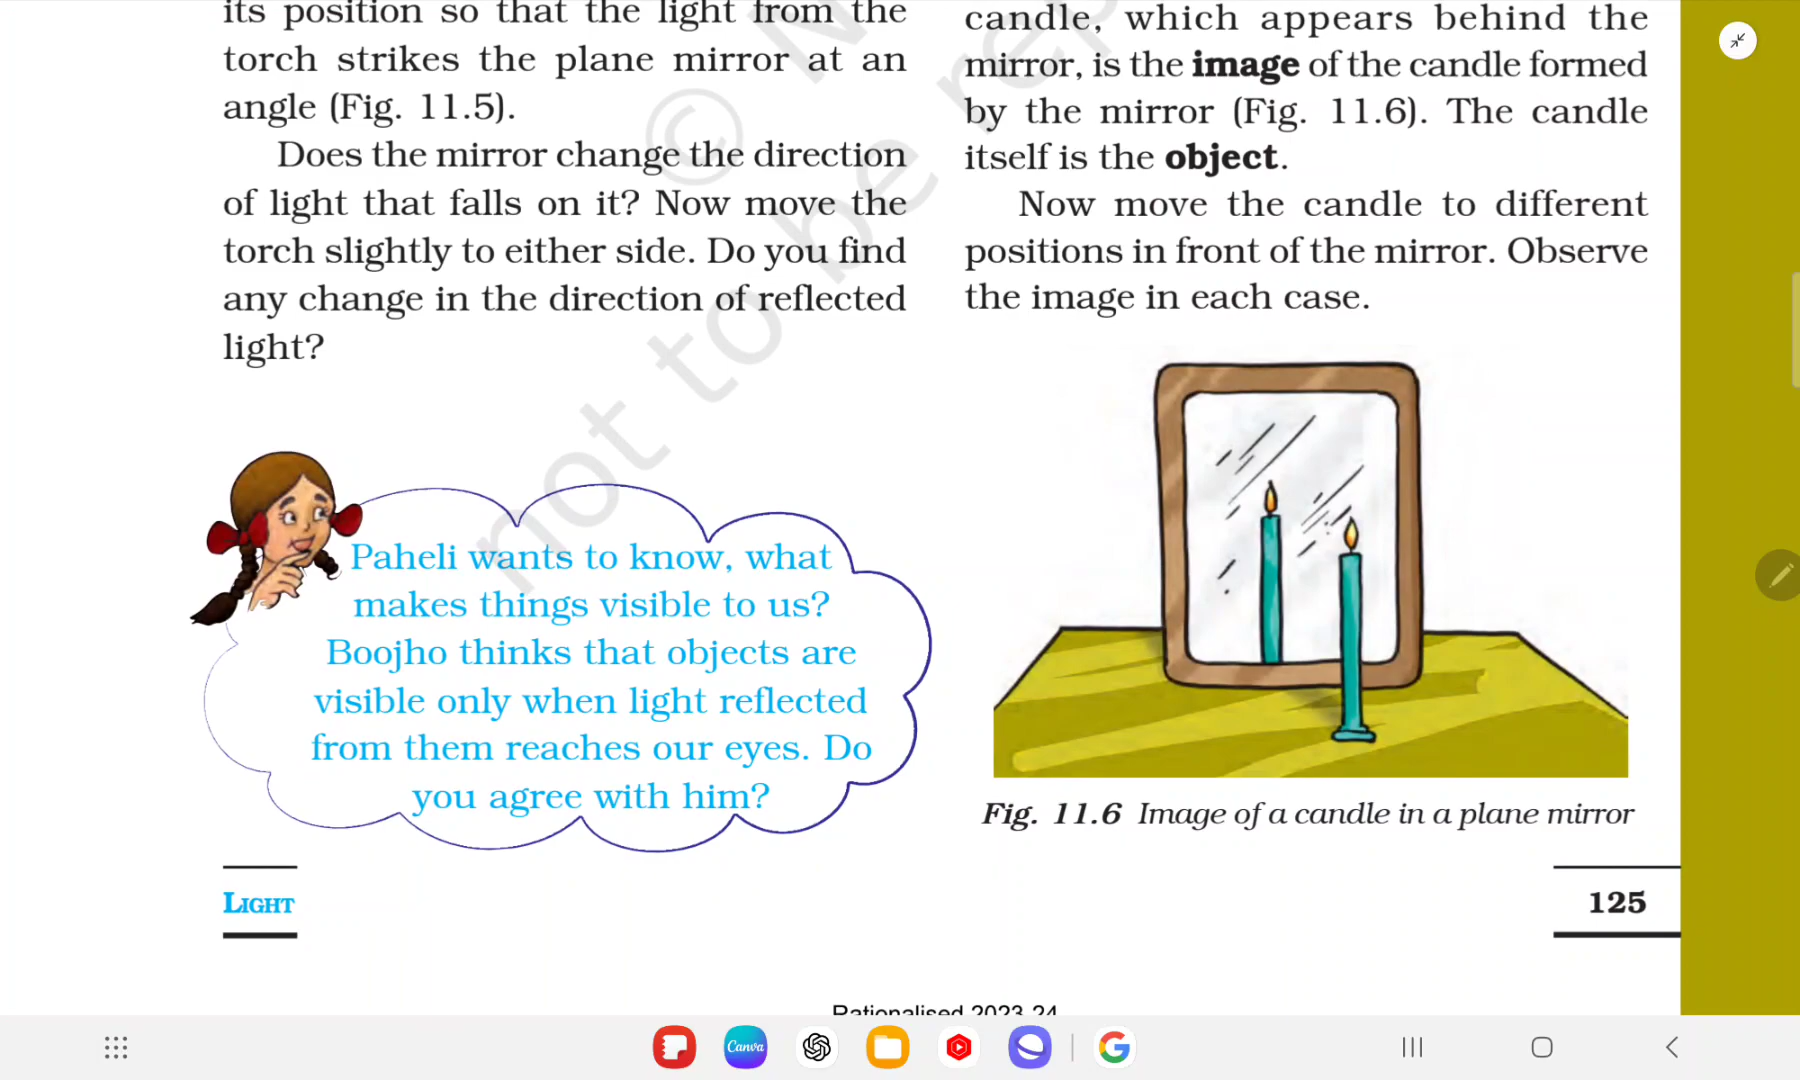 its position so that the light from the
torch strikes the plane mirror at an
angle (Fig. 11.5).
Does the mirror change the direction
of light that falls on it? Now move the
torch slightly to either side. Do you find
any change in the direction of reflected
light?
Paheli wants to know, what
makes things visible to us?
Boojho thinks that objects are
visible only when light reflected
from them reaches our eyes. Do
you agree with him?
candle, which appears behind the
mirror, is the image of the candle formed
by the mirror (Fig. 11.6). The candle
itself is the object.
Now move the candle to different
positions in front of the mirror. Observe
the image in each case.
Fig. 11.6 Image of a candle in a plane mirror
LIGHT
125
Rationalised 2023-24
not to be rep
© N
Canva